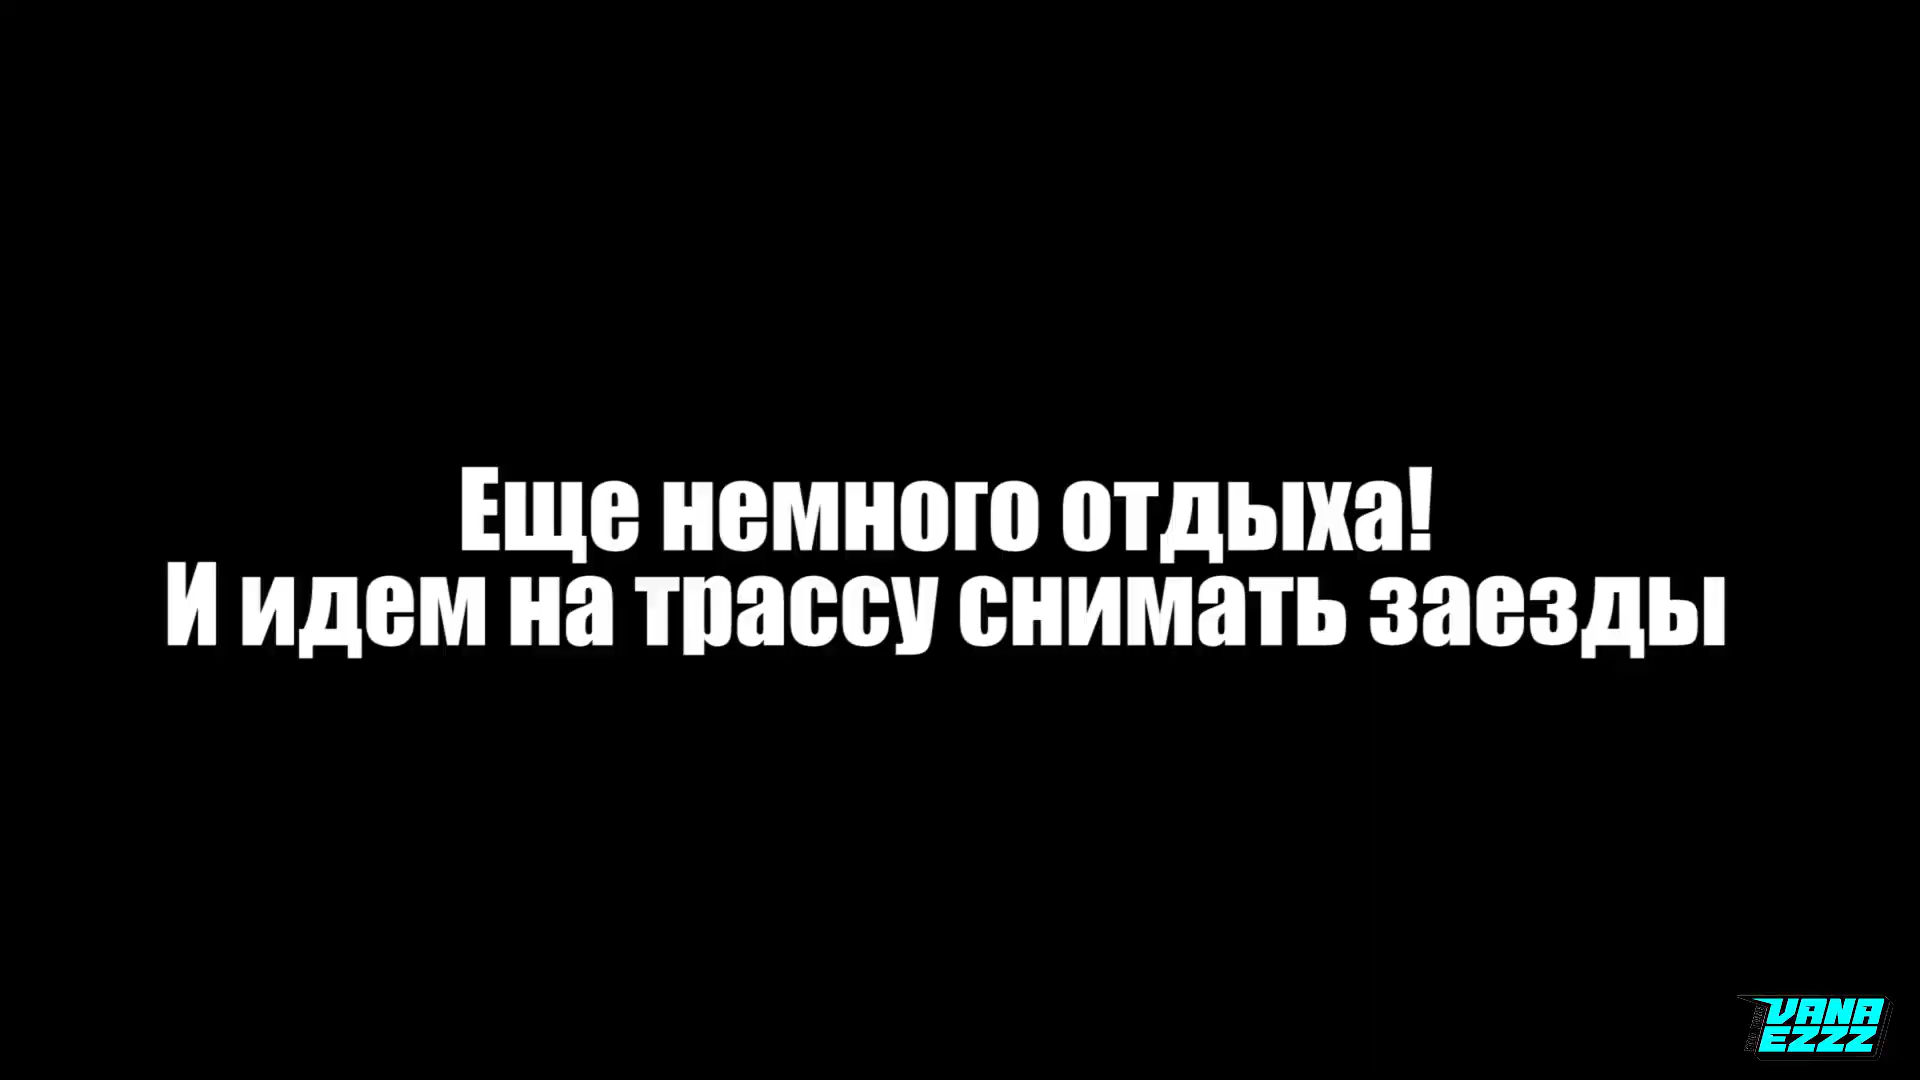 Еще немного отдыха!
И идем на трассу снимать заезды
VANA
EZZZ